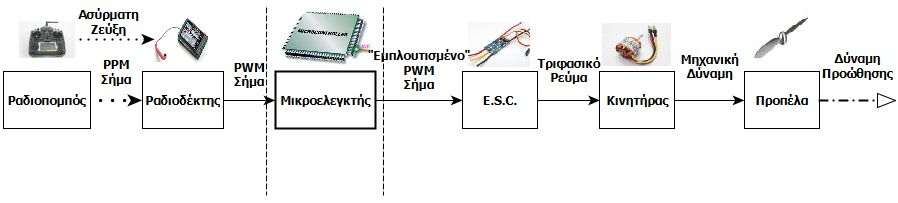 Ασύρματη
Ζεύξη
PPM
Σήμα
PWM
Σήμα
MICROCONTROLLER
"Εμπλουτισμένο"
PWM
Σήμα
Τριφασικό
Ρεύμα
Μηχανική
Δύναμη
Δύναμη
Προώθησης
Ραδιοπομπός
Ραδιοδέκτης
Μικροελεγκτής
E.S.C.
Κινητήρας
Προπέλα